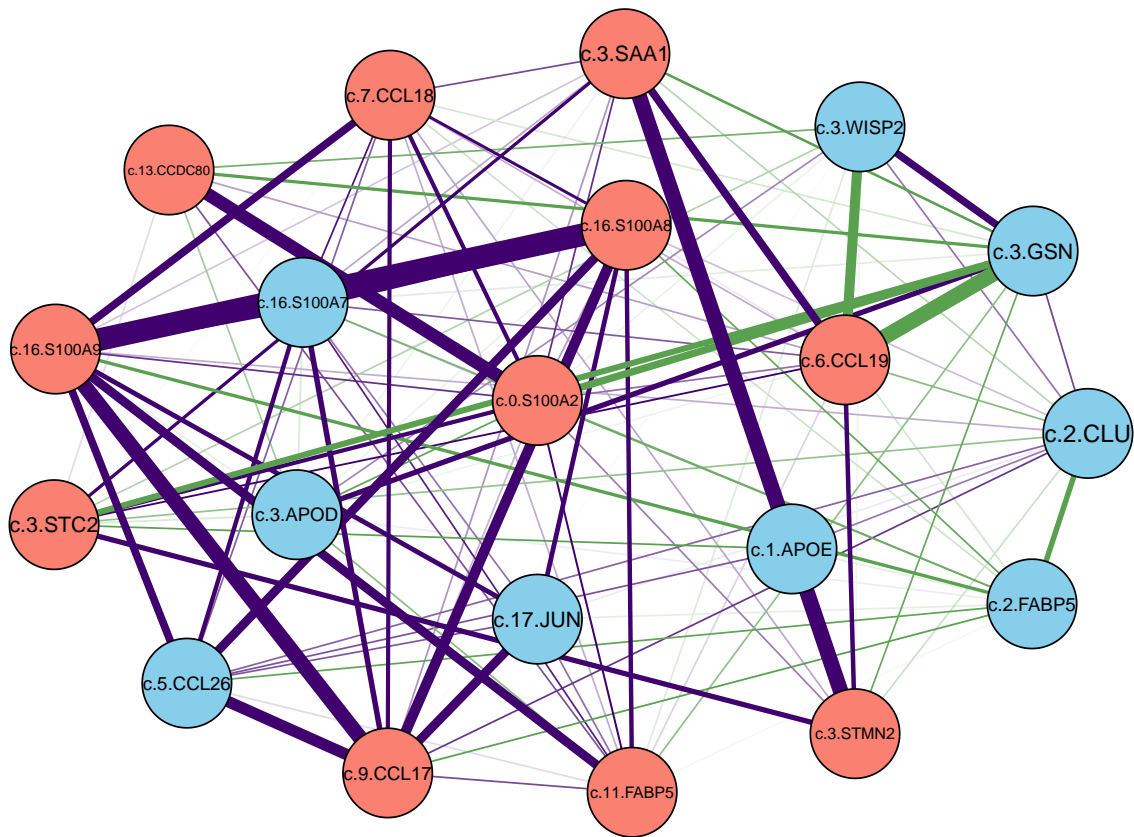 c.3.SAA1
c.7.CCL18
c.3.WISP2
c.13.CCDC80
c.16.S100A8
c.3.GSN
c.16.S100A7
c.16.S100A9
c.6.CCL19
c.0.S100A2
c.2.CLU
c.3.STC2
c.3.APOD
c.1.APOE
c.2.FABP5
c.17.JUN
c.5.CCL26
c.3.STMN2
c.9.CCL17
c.11.FABP5